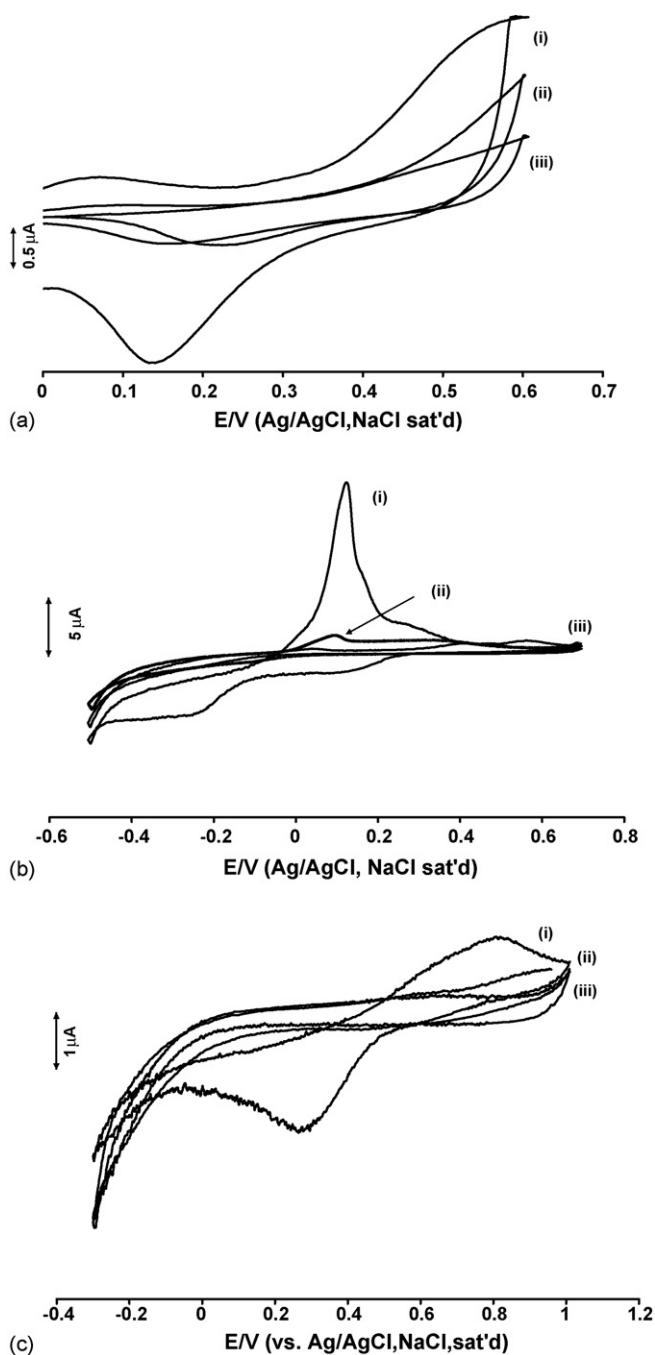 (i)
(ii)
(iii)
0.5 µA
0 0.1 0.2 0.3 0.4 0.5 0.6 0.7
(a) E/V (Ag/AgCl,NaCl sat'd)
(i)
(ii)
5 µA
(iii)
-0.6 -0.4 -0.2 0 0.2 0.4 0.6 0.8
(b) E/V (Ag/AgCl, NaCl sat'd)
(i)
(ii)
(iii)
1µA
-0.4 -0.2 0 0.2 0.4 0.6 0.8 1 1.2
(c) E/V (vs. Ag/AgCl,NaCl,sat'd)